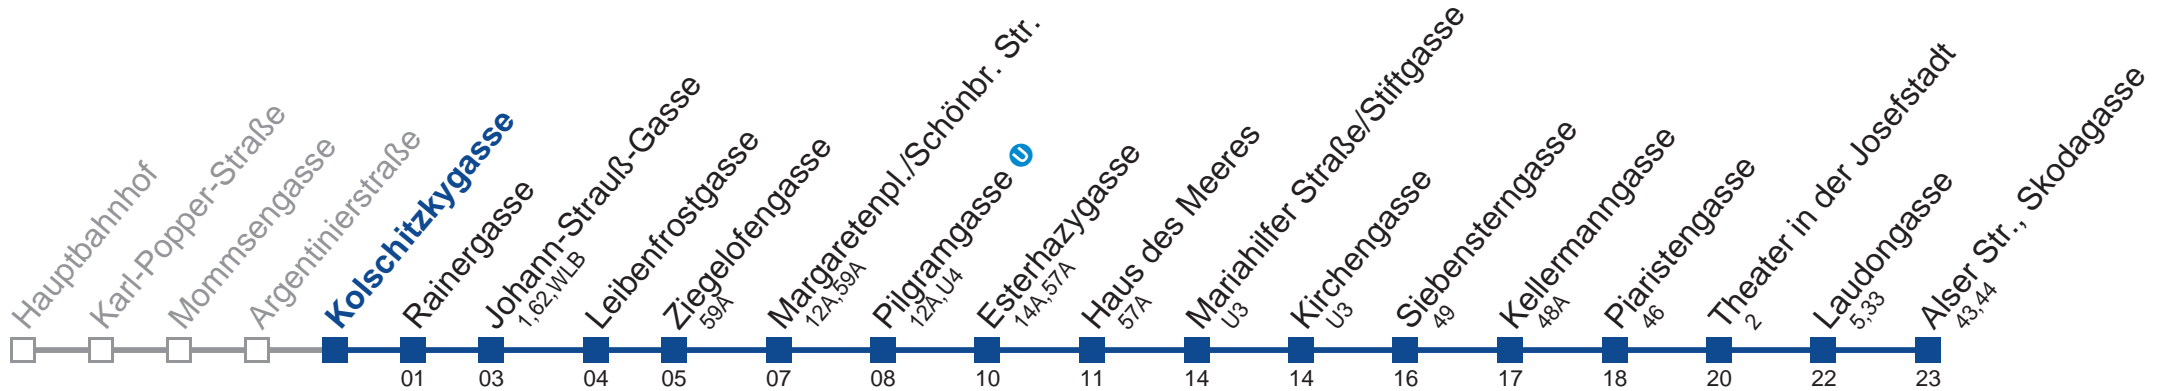 Hauptbahnhof
Karl-Popper-Straße
Mommsengasse
Argentinierstraße
Kolschitzkygasse
Rainergasse
01
Johann-Strauß-Gasse
1,62,WLB
03
Leibenfrostgasse
04
Ziegelofengasse
59A
05
Margaretenpl./Schönbr. Str.
12A,59A
07
Pilgramgasse U
12A,U4
08
Esterhazygasse
14A,57A
10
Haus des Meeres
57A
11
Mariahilfer Straße/Stiftgasse
U3
14
Kirchengasse
U3
14
Siebensterngasse
49
16
Kellermanngasse
48A
17
Piaristengasse
46
18
Theater in der Josefstadt
2
20
Laudongasse
5,33
22
Alser Str., Skodagasse
43,44
23